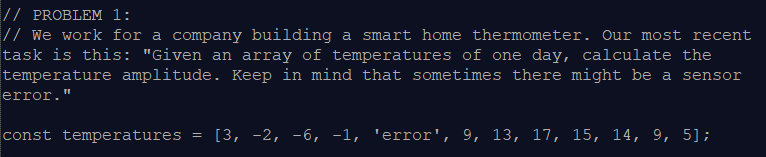 // PROBLEM 1:
// We work for a company building a smart home thermometer. Our most recent
task is this: "Given an array of temperatures of one day, calculate the
temperature amplitude. Keep in mind that sometimes there might be a sensor
error."
const temperatures = [3, -2, -6, -1, 'error', 9, 13, 17, 15, 14, 9, 5];